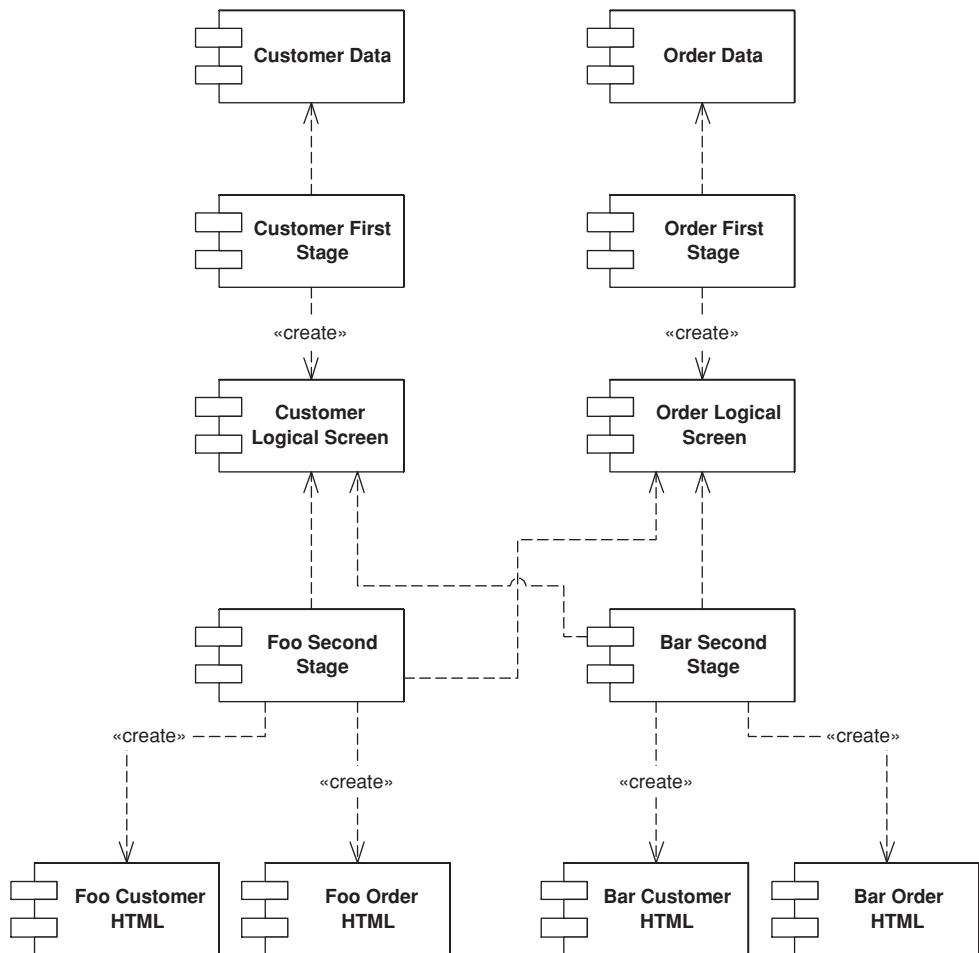 Customer Data
Order Data
Customer First
Stage
Order First
Stage
«create»
«create»
Customer
Logical Screen
Order Logical
Screen
Foo Second
Stage
Bar Second
Stage
«create»
«create»
«create»
«create»
Foo Customer
HTML
Foo Order
HTML
Bar Customer
HTML
Bar Order
HTML